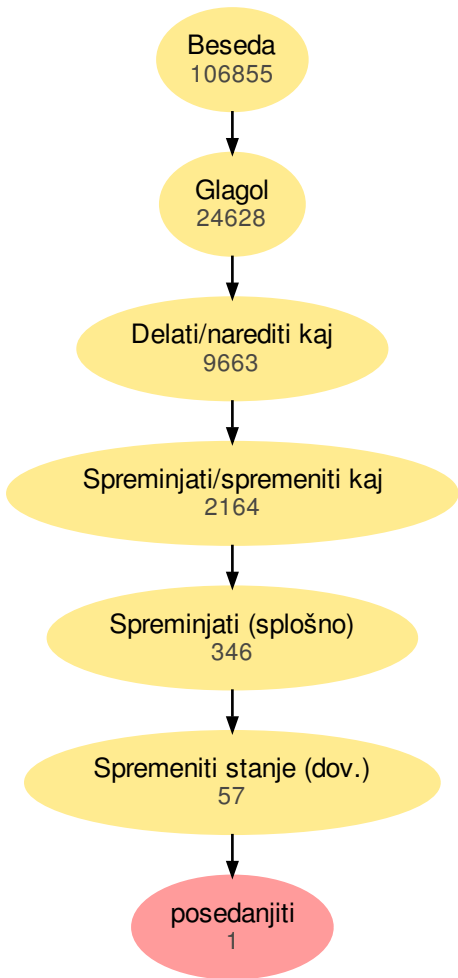 Beseda
106855
Glagol
24628
Delati/narediti kaj
9663
Spreminjati/spremeniti kaj
2164
Spreminjati (splošno)
346
Spremeniti stanje (dov.)
57
posedanjiti
1